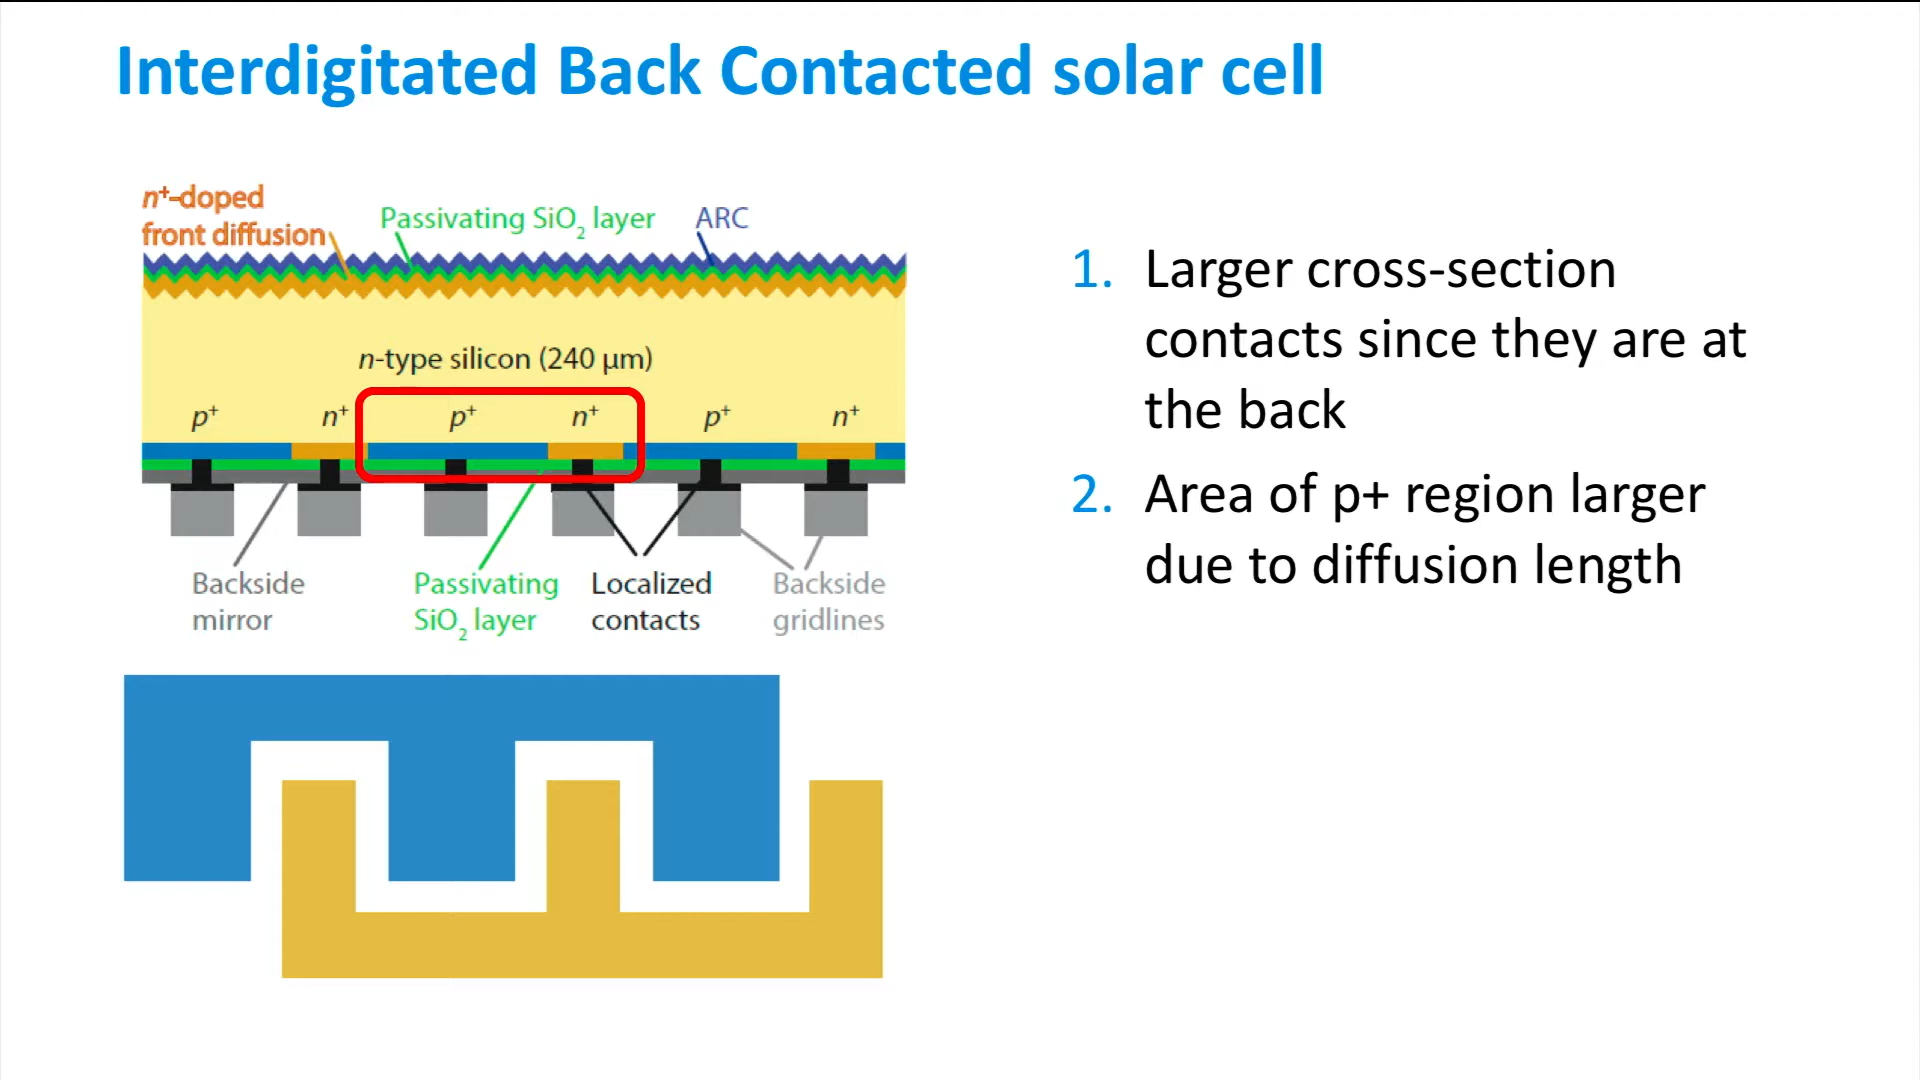 Interdigitated Back Contacted solar cell
n⁺-doped
front diffusion
Passivating SiO₂ layer
ARC
n-type silicon (240 µm)
p⁺ n⁺ p⁺ n⁺ p⁺ n⁺
Backside
mirror
Passivating
SiO₂ layer
Localized
contacts
Backside
gridlines
1. Larger cross-section
contacts since they are at
the back
2. Area of p+ region larger
due to diffusion length